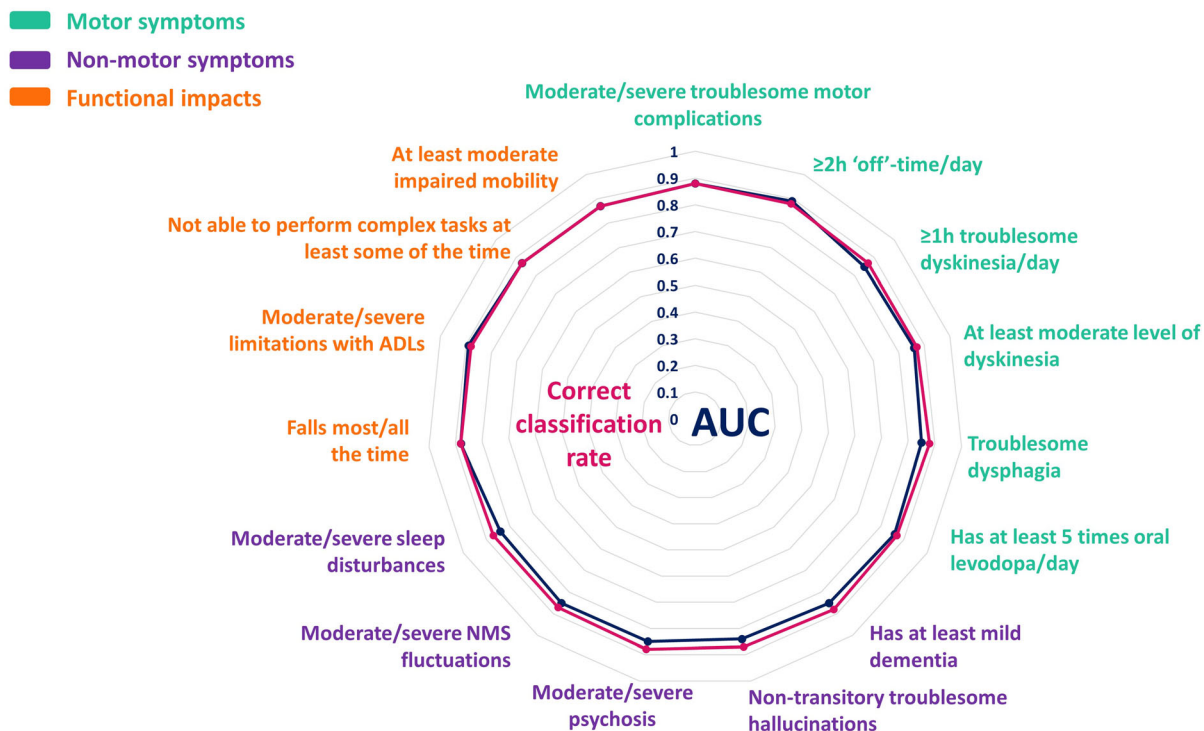 Motor symptoms
Non-motor symptoms
Functional impacts
Moderate/severe troublesome motor
complications
≥2h ‘off’-time/day
≥1h troublesome
dyskinesia/day
At least moderate level of
dyskinesia
Troublesome
dysphagia
Has at least 5 times oral
levodopa/day
Has at least mild
dementia
Non-transitory troublesome
hallucinations
Moderate/severe
psychosis
Moderate/severe NMS
fluctuations
Moderate/severe sleep
disturbances
Falls most/all
the time
Moderate/severe
limitations with ADLs
Not able to perform complex tasks at
least some of the time
At least moderate
impaired mobility
1
0.9
0.8
0.7
0.6
0.5
0.4
0.3
0.2
0.1
0
Correct
classification
rate
AUC